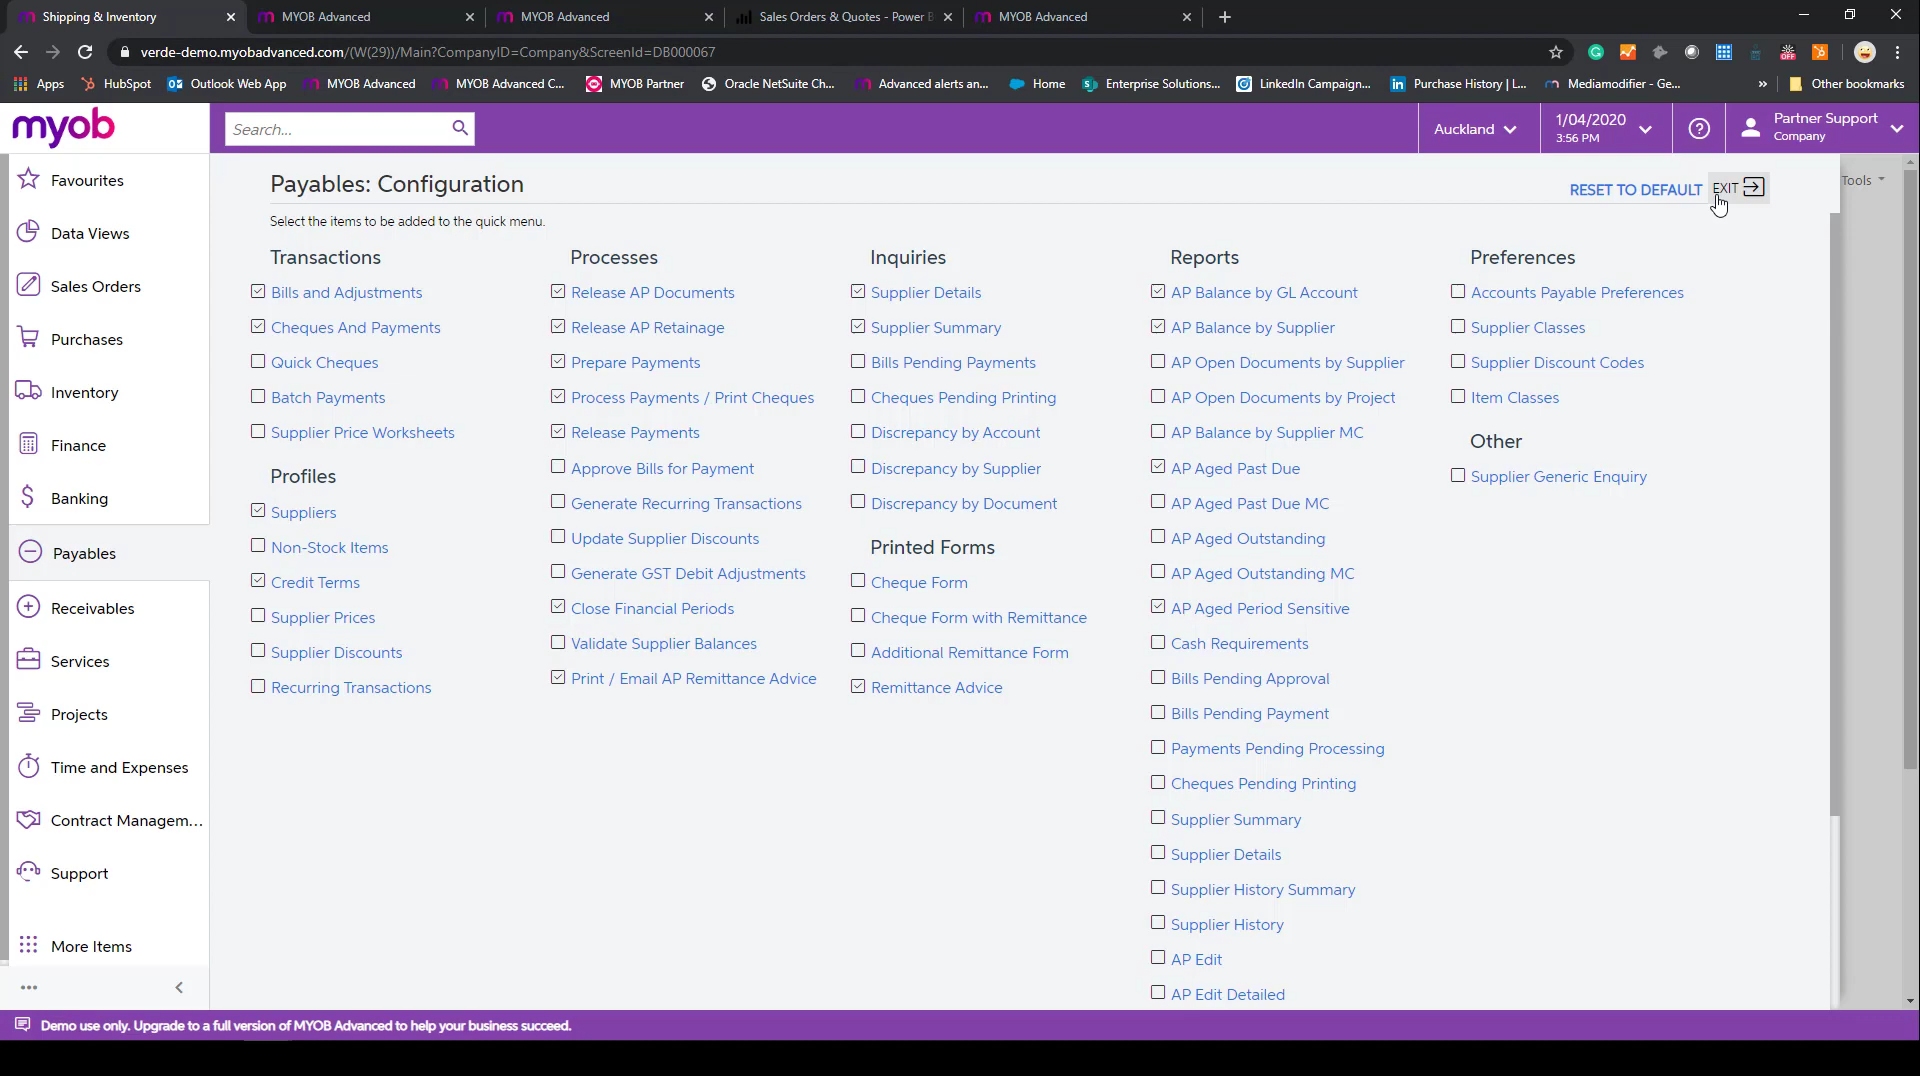 Shipping & Inventory
MYOB Advanced
MYOB Advanced
Sales Orders & Quotes - Power B
MYOB Advanced
verde-demo.myobadvanced.com/(W(29))/Main?CompanyID=Company&ScreenId=DB000067
OFF
Apps
HubSpot
Outlook Web App
MYOB Advanced
MYOB Advanced C...
MYOB Partner
Oracle NetSuite Ch...
Advanced alerts an...
Home
Enterprise Solutions...
LinkedIn Campaign...
Purchase History | L...
Mediamodifier - Ge...
»
Other bookmarks
myob
Search...
Auckland
1/04/2020
3:56 PM
Partner Support
Company
Favourites
Data Views
Sales Orders
Purchases
Inventory
Finance
Banking
Payables
Receivables
Services
Projects
Time and Expenses
Contract Managem...
Support
More Items
Payables: Configuration
RESET TO DEFAULT
EXIT
Tools
Select the items to be added to the quick menu.
Transactions
Bills and Adjustments
Cheques And Payments
Quick Cheques
Batch Payments
Supplier Price Worksheets
Profiles
Suppliers
Non-Stock Items
Credit Terms
Supplier Prices
Supplier Discounts
Recurring Transactions
Processes
Release AP Documents
Release AP Retainage
Prepare Payments
Process Payments / Print Cheques
Release Payments
Approve Bills for Payment
Generate Recurring Transactions
Update Supplier Discounts
Generate GST Debit Adjustments
Close Financial Periods
Validate Supplier Balances
Print / Email AP Remittance Advice
Inquiries
Supplier Details
Supplier Summary
Bills Pending Payments
Cheques Pending Printing
Discrepancy by Account
Discrepancy by Supplier
Discrepancy by Document
Printed Forms
Cheque Form
Cheque Form with Remittance
Additional Remittance Form
Remittance Advice
Reports
AP Balance by GL Account
AP Balance by Supplier
AP Open Documents by Supplier
AP Open Documents by Project
AP Balance by Supplier MC
AP Aged Past Due
AP Aged Past Due MC
AP Aged Outstanding
AP Aged Outstanding MC
AP Aged Period Sensitive
Cash Requirements
Bills Pending Approval
Bills Pending Payment
Payments Pending Processing
Cheques Pending Printing
Supplier Summary
Supplier Details
Supplier History Summary
Supplier History
AP Edit
AP Edit Detailed
Preferences
Accounts Payable Preferences
Supplier Classes
Supplier Discount Codes
Item Classes
Other
Supplier Generic Enquiry
Demo use only. Upgrade to a full version of MYOB Advanced to help your business succeed.